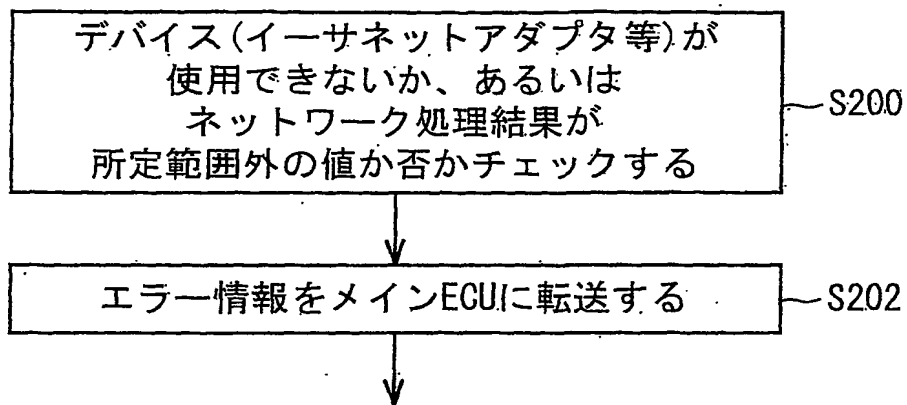 デバイス(イーサネットアダプタ等)が
使用できないか、あるいは
ネットワーク処理結果が
所定範囲外の値か否かチェックする
S200
エラー情報をメインECUに転送する
S202